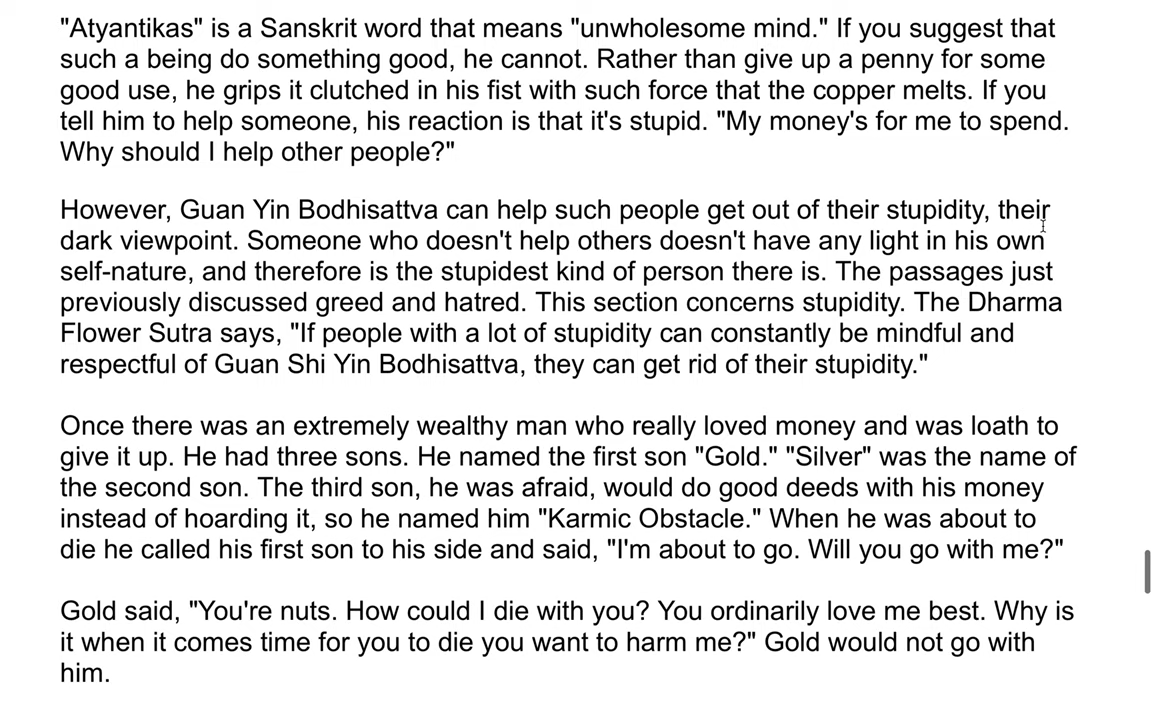 "Atyantikas" is a Sanskrit word that means "unwholesome mind." If you suggest that
such a being do something good, he cannot. Rather than give up a penny for some
good use, he grips it clutched in his fist with such force that the copper melts. If you
tell him to help someone, his reaction is that it's stupid. "My money's for me to spend.
Why should I help other people?"
However, Guan Yin Bodhisattva can help such people get out of their stupidity, their
dark viewpoint. Someone who doesn't help others doesn't have any light in his own
self-nature, and therefore is the stupidest kind of person there is. The passages just
previously discussed greed and hatred. This section concerns stupidity. The Dharma
Flower Sutra says, "If people with a lot of stupidity can constantly be mindful and
respectful of Guan Shi Yin Bodhisattva, they can get rid of their stupidity."
Once there was an extremely wealthy man who really loved money and was loath to
give it up. He had three sons. He named the first son "Gold." "Silver" was the name of
the second son. The third son, he was afraid, would do good deeds with his money
instead of hoarding it, so he named him "Karmic Obstacle." When he was about to
die he called his first son to his side and said, "I'm about to go. Will you go with me?"
Gold said, "You're nuts. How could I die with you? You ordinarily love me best. Why is
it when it comes time for you to die you want to harm me?" Gold would not go with
him.